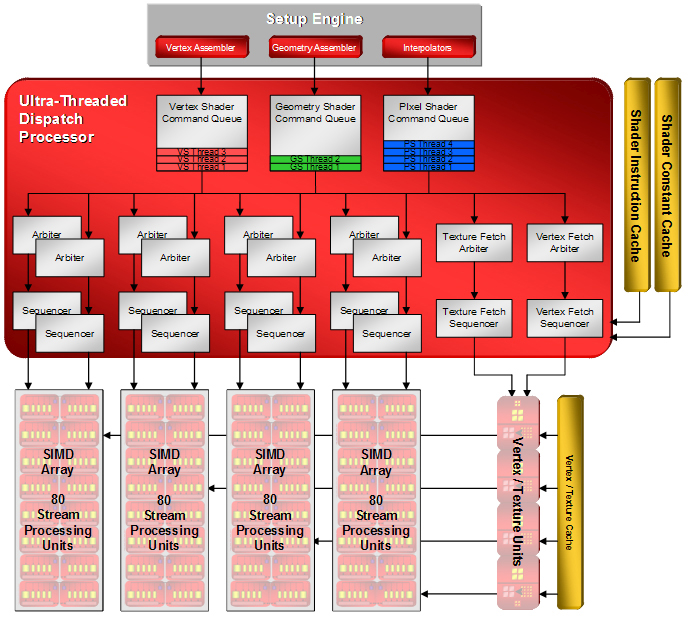 Setup Engine
Vertex Assembler
Geometry Assembler
Interpolators
Ultra-Threaded
Dispatch
Processor
Vertex Shader
Command Queue
VS Thread 3
VS Thread 2
VS Thread 1
Geometry Shader
Command Queue
GS Thread 2
GS Thread 1
PIxel Shader
Command Queue
PS Thread 4
PS Thread 3
PS Thread 2
PS Thread 1
Shader Instruction Cache
Shader Constant Cache
Arbiter
Arbiter
Arbiter
Arbiter
Arbiter
Arbiter
Arbiter
Arbiter
Texture Fetch
Arbiter
Vertex Fetch
Arbiter
Sequencer
Sequencer
Sequencer
Sequencer
Sequencer
Sequencer
Sequencer
Sequencer
Texture Fetch
Sequencer
Vertex Fetch
Sequencer
SIMD
Array
80
Stream
Processing
Units
SIMD
Array
80
Stream
Processing
Units
SIMD
Array
80
Stream
Processing
Units
SIMD
Array
80
Stream
Processing
Units
Vertex / Texture Units
Vertex / Texture Cache